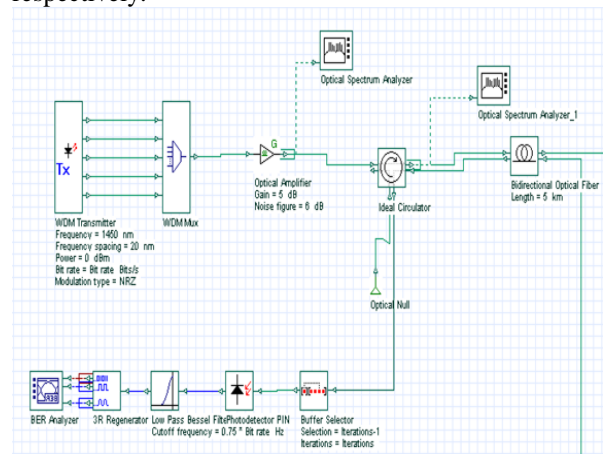 respectively.
Optical Spectrum Analyzer
Optical Spectrum Analyzer_1
Tx
WDM Transmitter
Frequency = 1450 nm
Frequency spacing = 20 nm
Power = 0 dBm
Bit rate = Bit rate Bits/s
Modulation type = NRZ
WDM Mux
G
Optical Amplifier
Gain = 5 dB
Noise figure = 6 dB
Ideal Circulator
Bidirectional Optical Fiber
Length = 5 km
Optical Null
BER Analyzer
3R Regenerator
Low Pass Bessel Filte
Cutoff frequency = 0.75 * Bit rate Hz
Photodetector PIN
Buffer Selector
Selection = Iterations-1
Iterations = Iterations